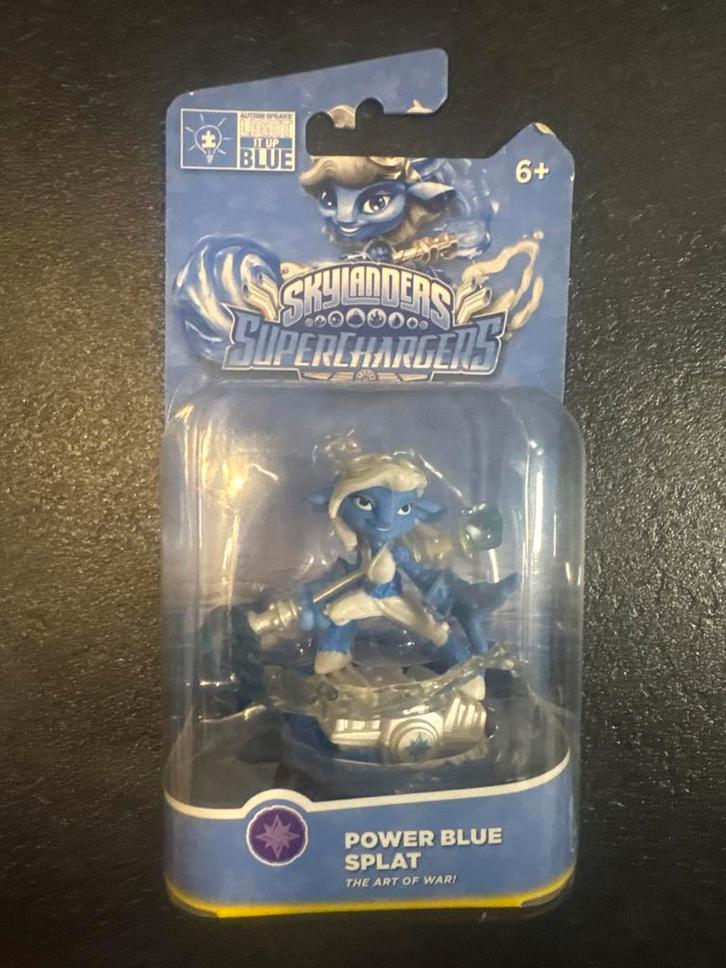 AUTISM SPEAKS
LIGHT
IT UP
BLUE
6+
SKYLANDERS
SUPERCHARGERS
POWER BLUE
SPLAT
THE ART OF WAR!